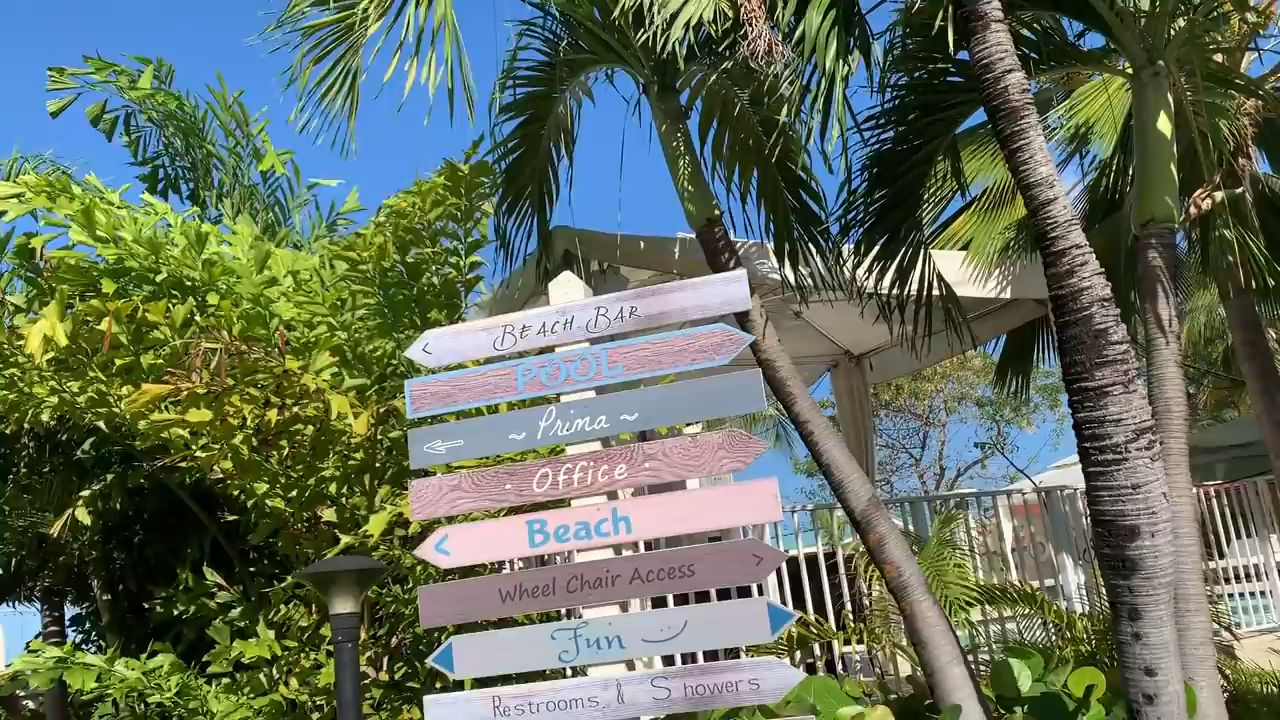 < BEACH BAR
POOL
~ Prima ~
· Office ·
< Beach
Wheel Chair Access >
Fun
Restrooms & Showers